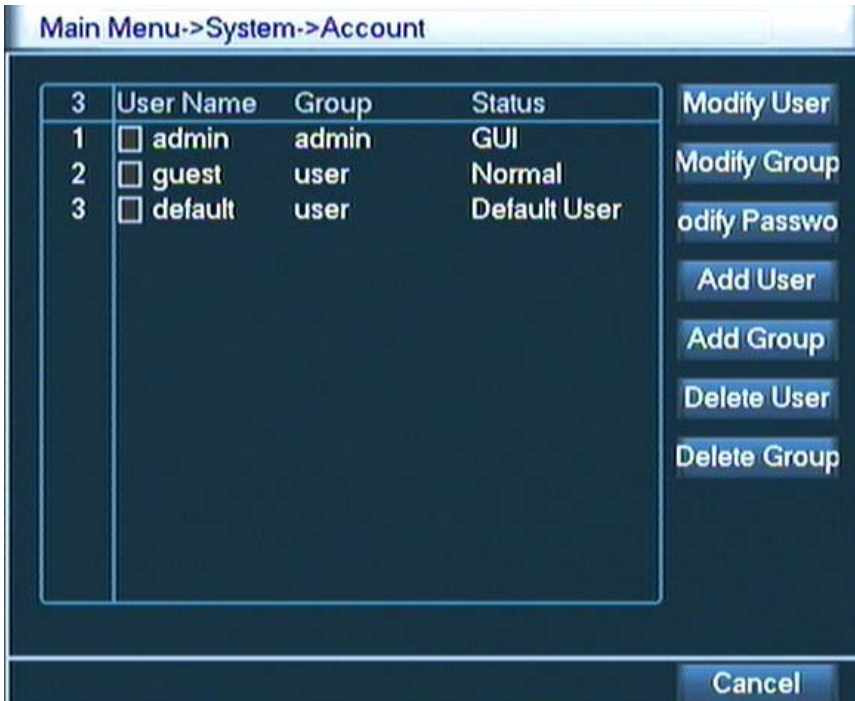 Main Menu->System->Account
3 User Name Group Status
1 admin admin GUI
2 guest user Normal
3 default user Default User
Modify User
Modify Group
odify Passwo
Add User
Add Group
Delete User
Delete Group
Cancel